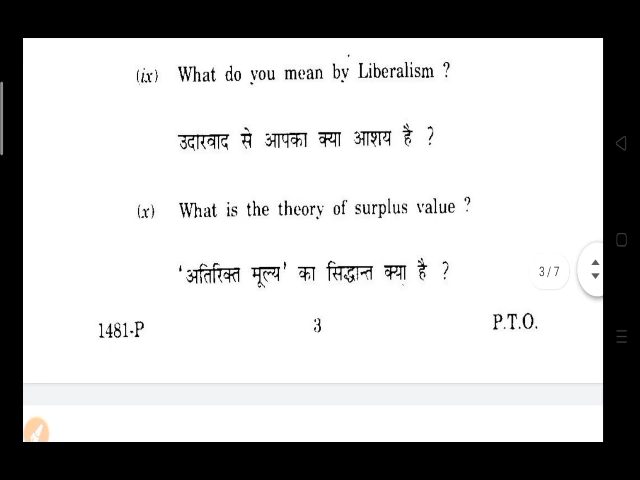 (ix) What do you mean by Liberalism ?
उदारवाद से आपका क्या आशय है ?
(x) What is the theory of surplus value ?
'अतिरिक्त मूल्य' का सिद्धान्त क्या है ?
3/7
1481-P 3 P.T.O.